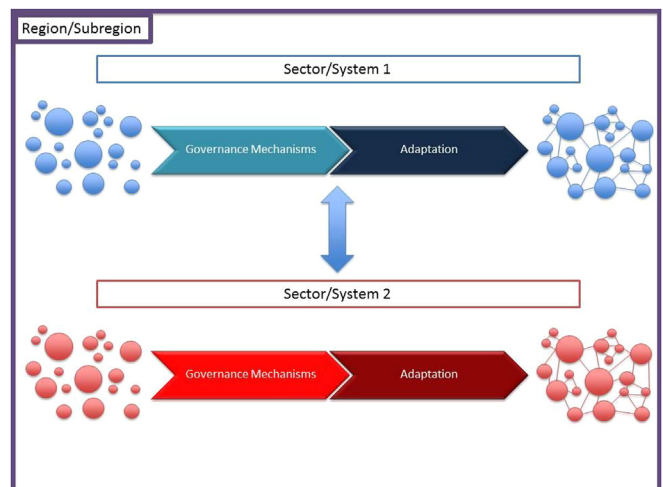 Region/Subregion
Sector/System 1
Governance Mechanisms
Adaptation
Sector/System 2
Governance Mechanisms
Adaptation